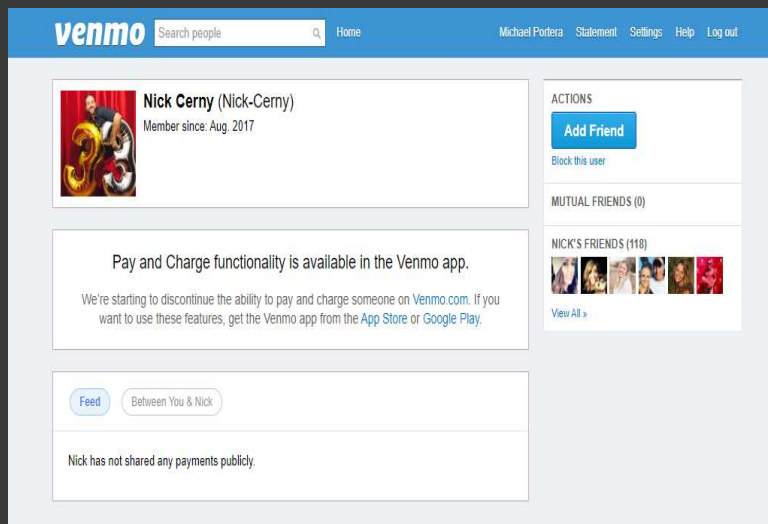 venmo Search people Home Michael Portera Statement Settings Help Log out
Nick Cerny (Nick-Cerny)
Member since: Aug. 2017
33
Pay and Charge functionality is available in the Venmo app.
We're starting to discontinue the ability to pay and charge someone on Venmo.com. If you
want to use these features, get the Venmo app from the App Store or Google Play.
Feed Between You & Nick
Nick has not shared any payments publicly.
ACTIONS
Add Friend
Block this user
MUTUAL FRIENDS (0)
NICK'S FRIENDS (118)
View All »